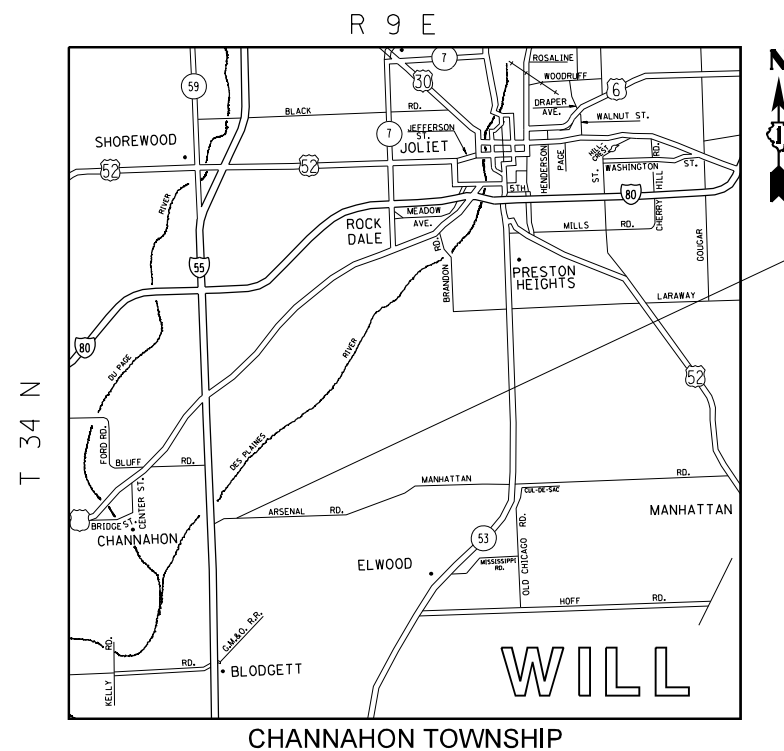 R 9 E
T 34 N
N
59
7
30
ROSALINE
WOODRUFF
6
DRAPER
AVE.
WALNUT ST.
BLACK RD.
JEFFERSON
ST.
7
JOLIET
SHOREWOOD
52
52
HENDERSON
PAGE
HILL-
CREST
ST.
WASHINGTON ST.
CHERRY HILL RD.
5TH
80
RIVER
ROCK
DALE
MEADOW
AVE.
MILLS RD.
COUGAR
BRANDON RD.
55
PRESTON
HEIGHTS
LARAWAY
80
DU PAGE
RIVER
52
FORD RD.
DES PLAINES
BLUFF RD.
CENTER ST.
MANHATTAN RD.
CUL-DE-SAC
BRIDGE ST.
ARSENAL RD.
MANHATTAN
CHANNAHON
53
OLD CHICAGO RD.
ELWOOD
MISSISSIPPI
RD.
HOFF RD.
KELLY RD.
RD.
G.M.&O. R.R.
BLODGETT
WILL
CHANNAHON TOWNSHIP